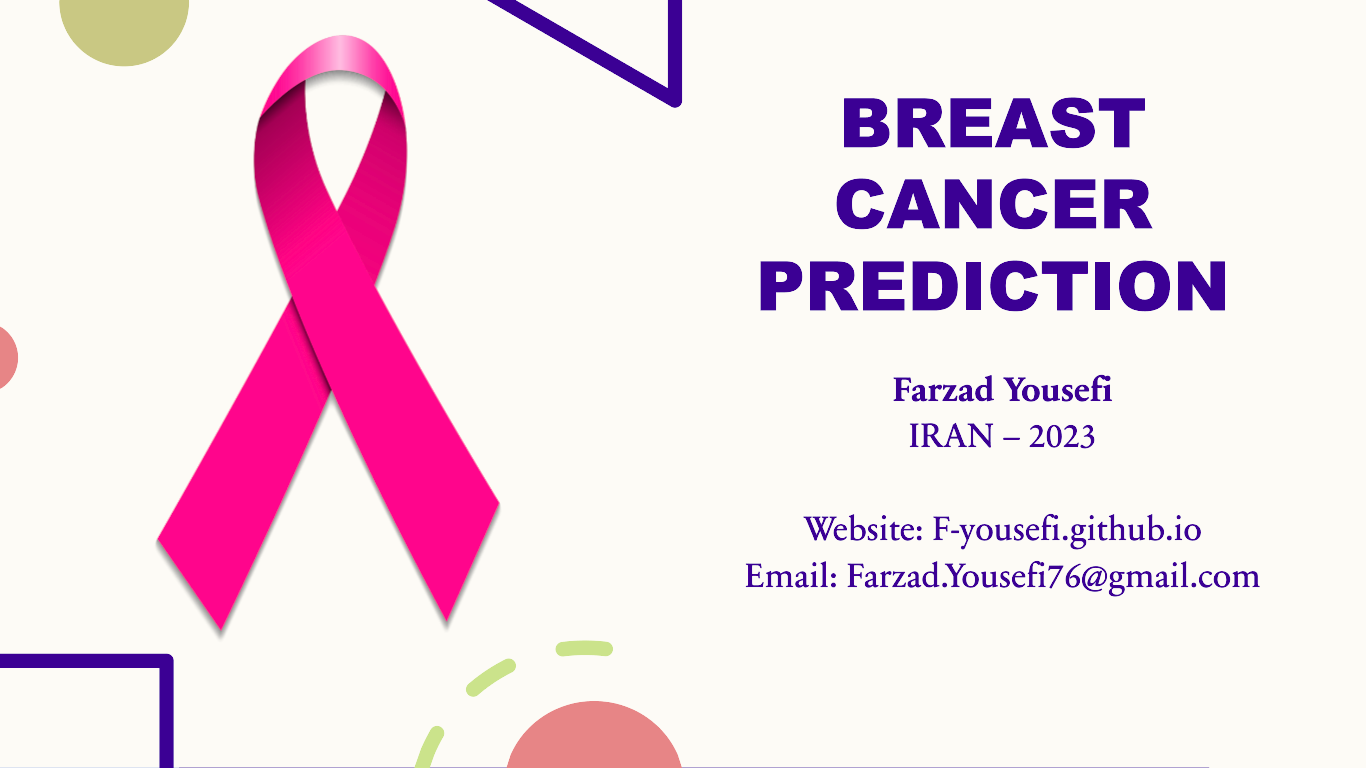 BREAST
CANCER
PREDICTION
Farzad Yousefi
IRAN – 2023
Website: F-yousefi.github.io
Email: Farzad.Yousefi76@gmail.com